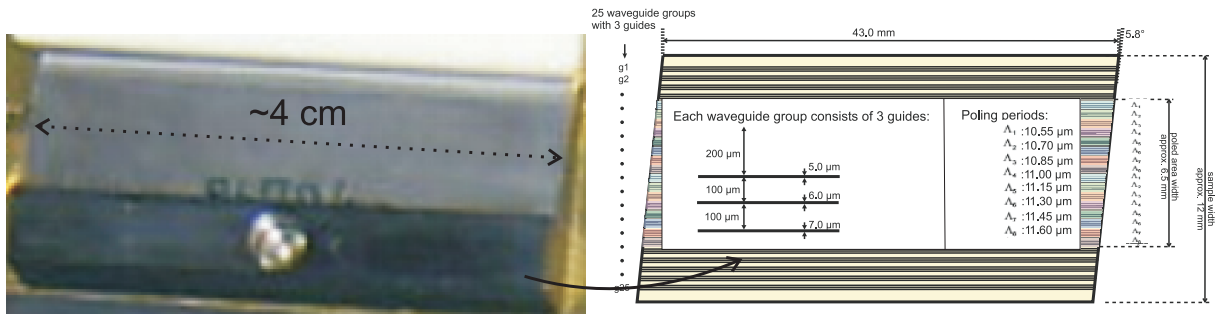 25 waveguide groups
with 3 guides
43.0 mm
5.8°
g1
g2
g25
~4 cm
Each waveguide group consists of 3 guides:
200 µm
5.0 µm
100 µm
6.0 µm
100 µm
7.0 µm
Poling periods:
Λ₁ :10.55 µm
Λ₂ :10.70 µm
Λ₃ :10.85 µm
Λ₄ :11.00 µm
Λ₅ :11.15 µm
Λ₆ :11.30 µm
Λ₇ :11.45 µm
Λ₈ :11.60 µm
poled area width
approx. 6.5 mm
sample width
approx. 12 mm